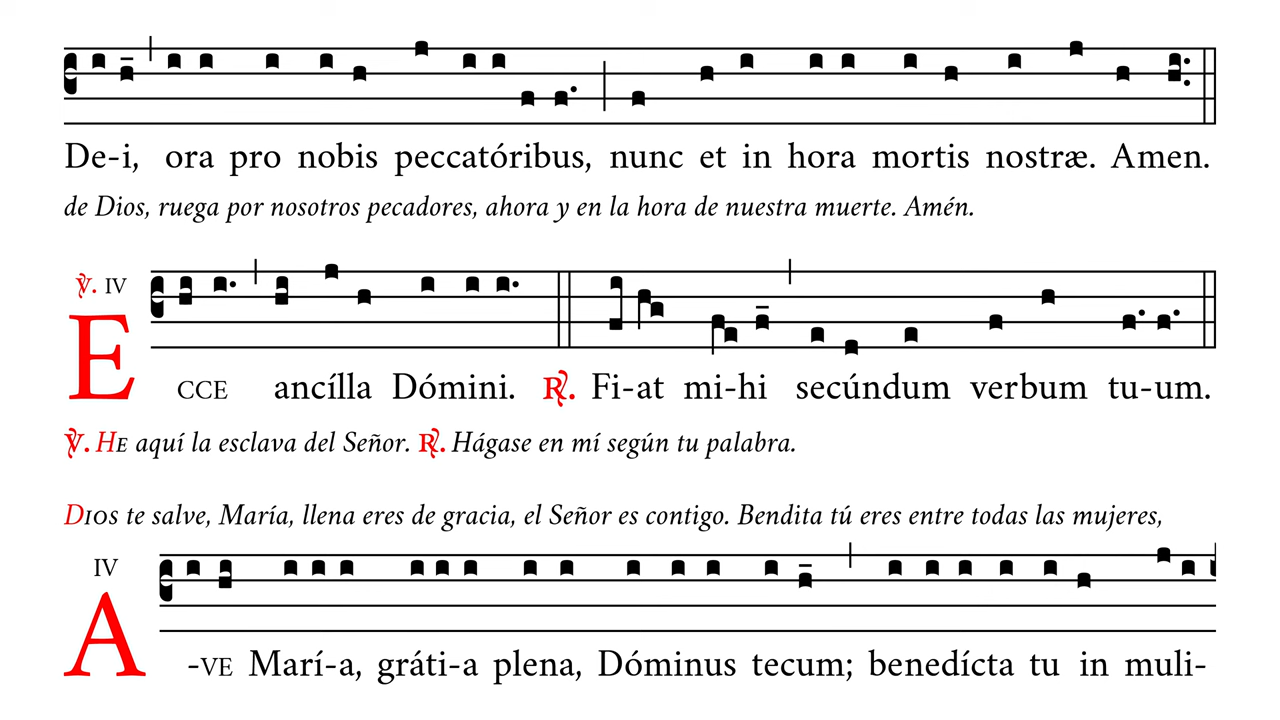 De-i, ora pro nobis peccatóribus, nunc et in hora mortis nostræ. Amen.
de Dios, ruega por nosotros pecadores, ahora y en la hora de nuestra muerte. Amén.
℣. IV
ECCE ancílla Dómini. ℟. Fi-at mi-hi secúndum verbum tu-um.
℣. HE aquí la esclava del Señor. ℟. Hágase en mí según tu palabra.
DIOS te salve, María, llena eres de gracia, el Señor es contigo. Bendita tú eres entre todas las mujeres,
IV
A-VE Marí-a, gráti-a plena, Dóminus tecum; benedícta tu in muli-